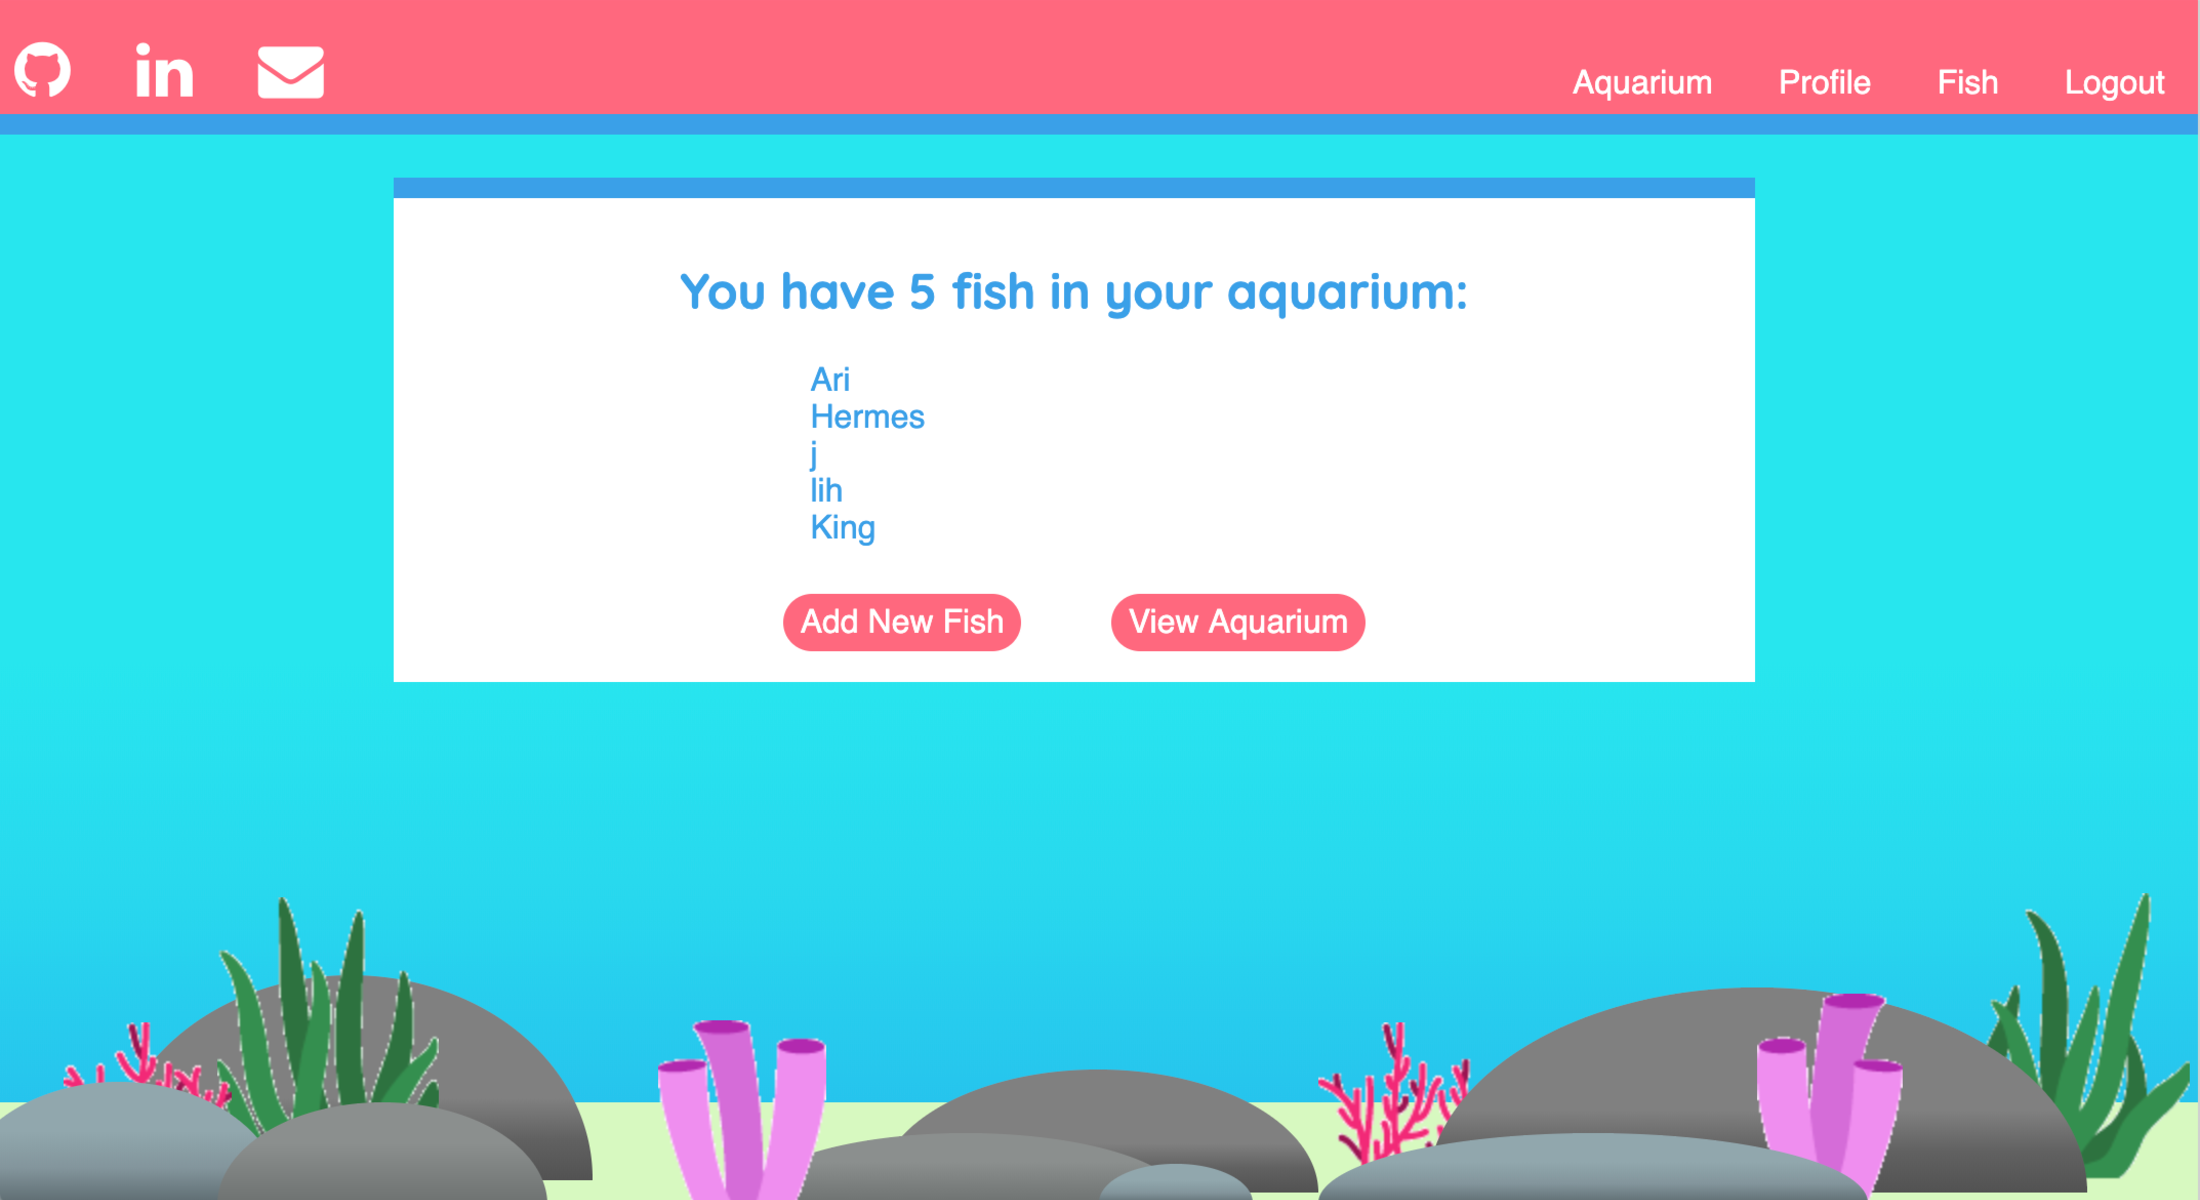 Aquarium Profile Fish Logout
You have 5 fish in your aquarium:
Ari
Hermes
j
lih
King
Add New Fish View Aquarium